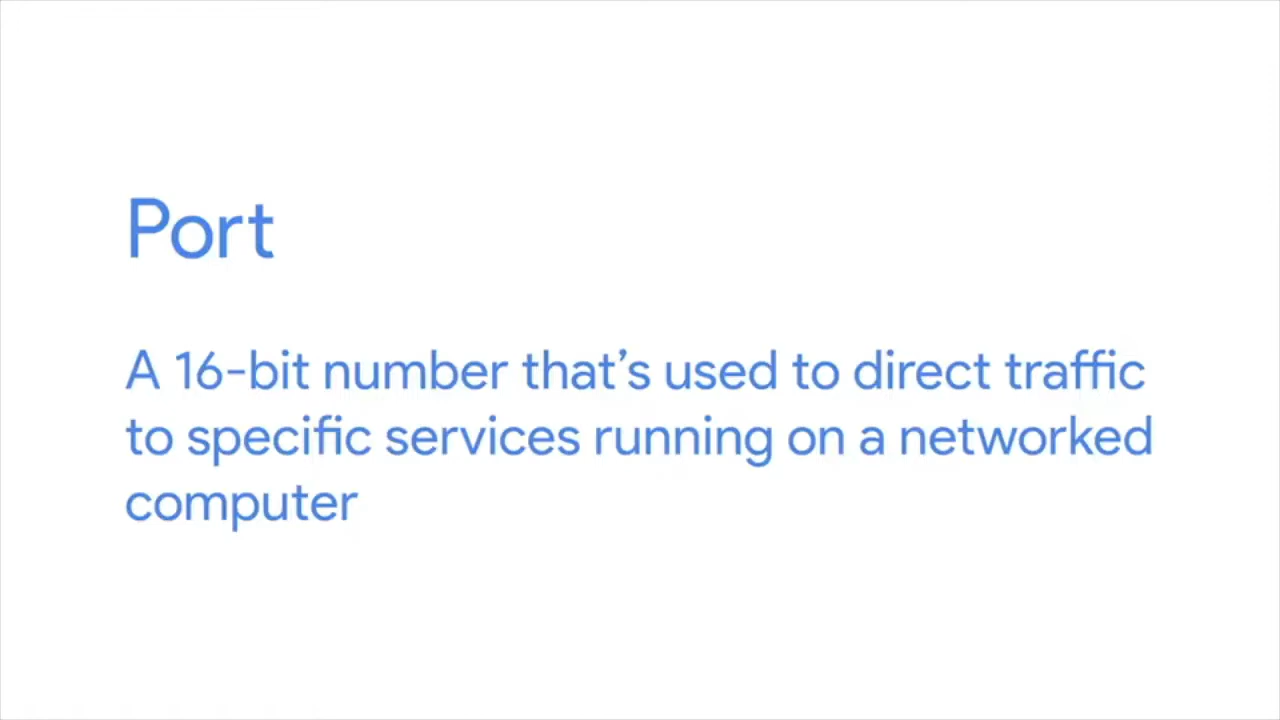 Port
A 16-bit number that’s used to direct traffic
to specific services running on a networked
computer